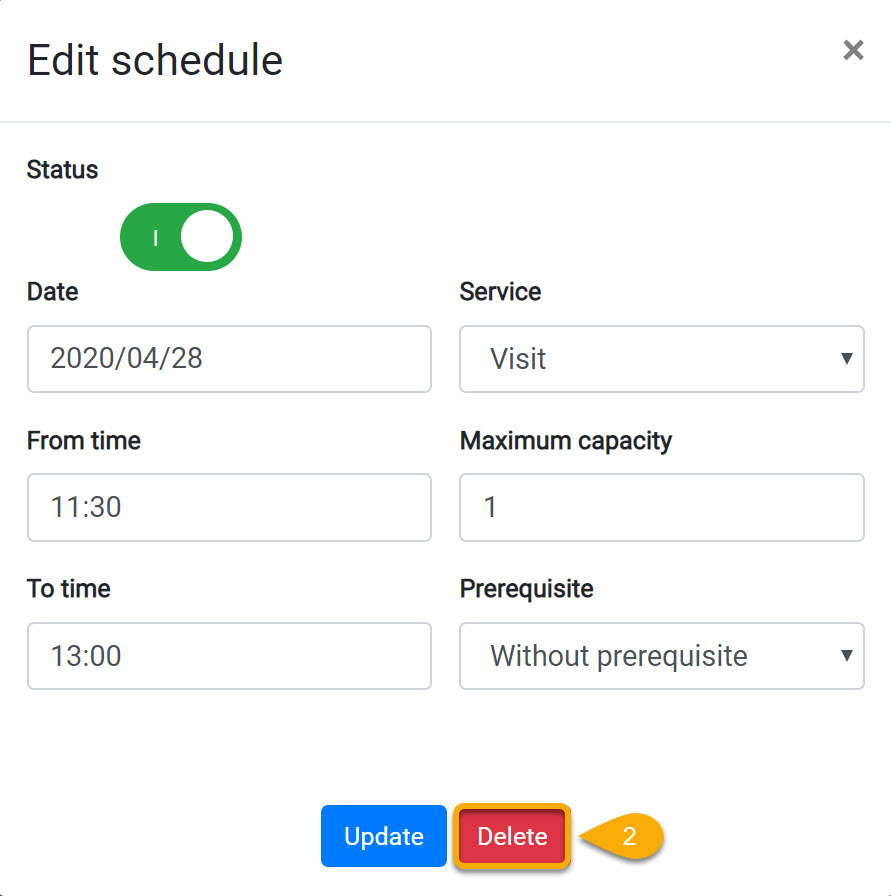 Edit schedule ×
Status
I
Date Service
2020/04/28 Visit
From time Maximum capacity
11:30 1
To time Prerequisite
13:00 Without prerequisite
Update Delete 2